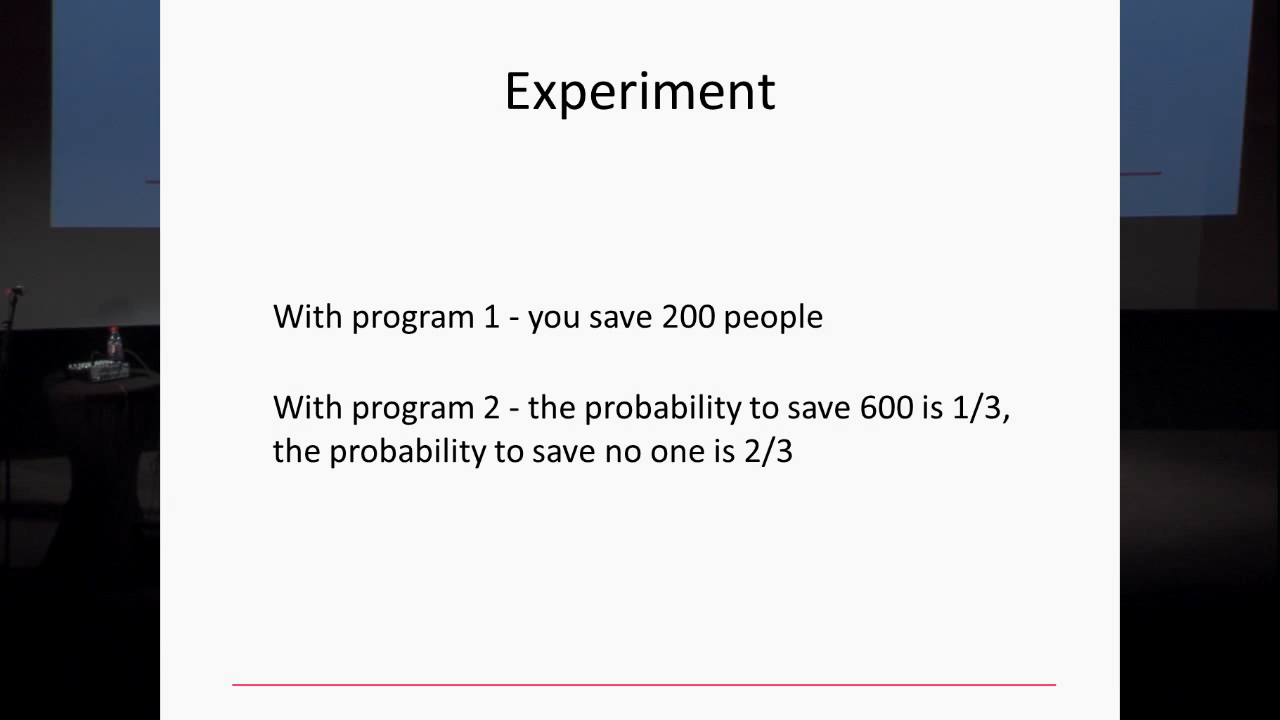 Experiment
With program 1 - you save 200 people
With program 2 - the probability to save 600 is 1/3,
the probability to save no one is 2/3